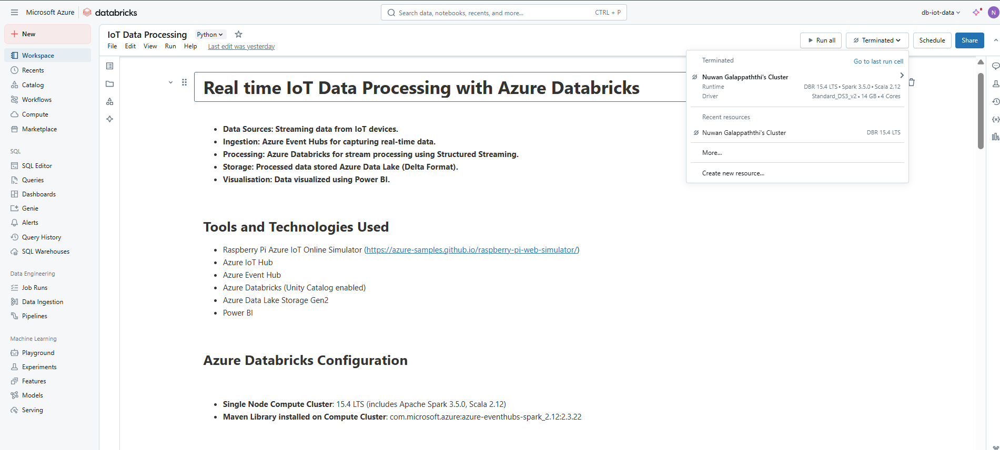 Microsoft Azure databricks
Search data, notebooks, recents, and more... CTRL + P
db-iot-data
N
New
Workspace
Recents
Catalog
Workflows
Compute
Marketplace
SQL
SQL Editor
Queries
Dashboards
Genie
Alerts
Query History
SQL Warehouses
Data Engineering
Job Runs
Data Ingestion
Pipelines
Machine Learning
Playground
Experiments
Features
Models
Serving
IoT Data Processing Python
File Edit View Run Help Last edit was yesterday
Run all Terminated Schedule Share
Terminated Go to last run cell
Nuwan Galappaththi's Cluster
Runtime DBR 15.4 LTS • Spark 3.5.0 • Scala 2.12
Driver Standard_DS3_v2 • 14 GB • 4 Cores
Recent resources
Nuwan Galappaththi's Cluster DBR 15.4 LTS
More...
Create new resource...
Real time IoT Data Processing with Azure Databricks
• Data Sources: Streaming data from IoT devices.
• Ingestion: Azure Event Hubs for capturing real-time data.
• Processing: Azure Databricks for stream processing using Structured Streaming.
• Storage: Processed data stored Azure Data Lake (Delta Format).
• Visualisation: Data visualized using Power BI.
Tools and Technologies Used
• Raspberry Pi Azure IoT Online Simulator (https://azure-samples.github.io/raspberry-pi-web-simulator/)
• Azure IoT Hub
• Azure Event Hub
• Azure Databricks (Unity Catalog enabled)
• Azure Data Lake Storage Gen2
• Power BI
Azure Databricks Configuration
• Single Node Compute Cluster: 15.4 LTS (includes Apache Spark 3.5.0, Scala 2.12)
• Maven Library installed on Compute Cluster: com.microsoft.azure:azure-eventhubs-spark_2.12:2.3.22